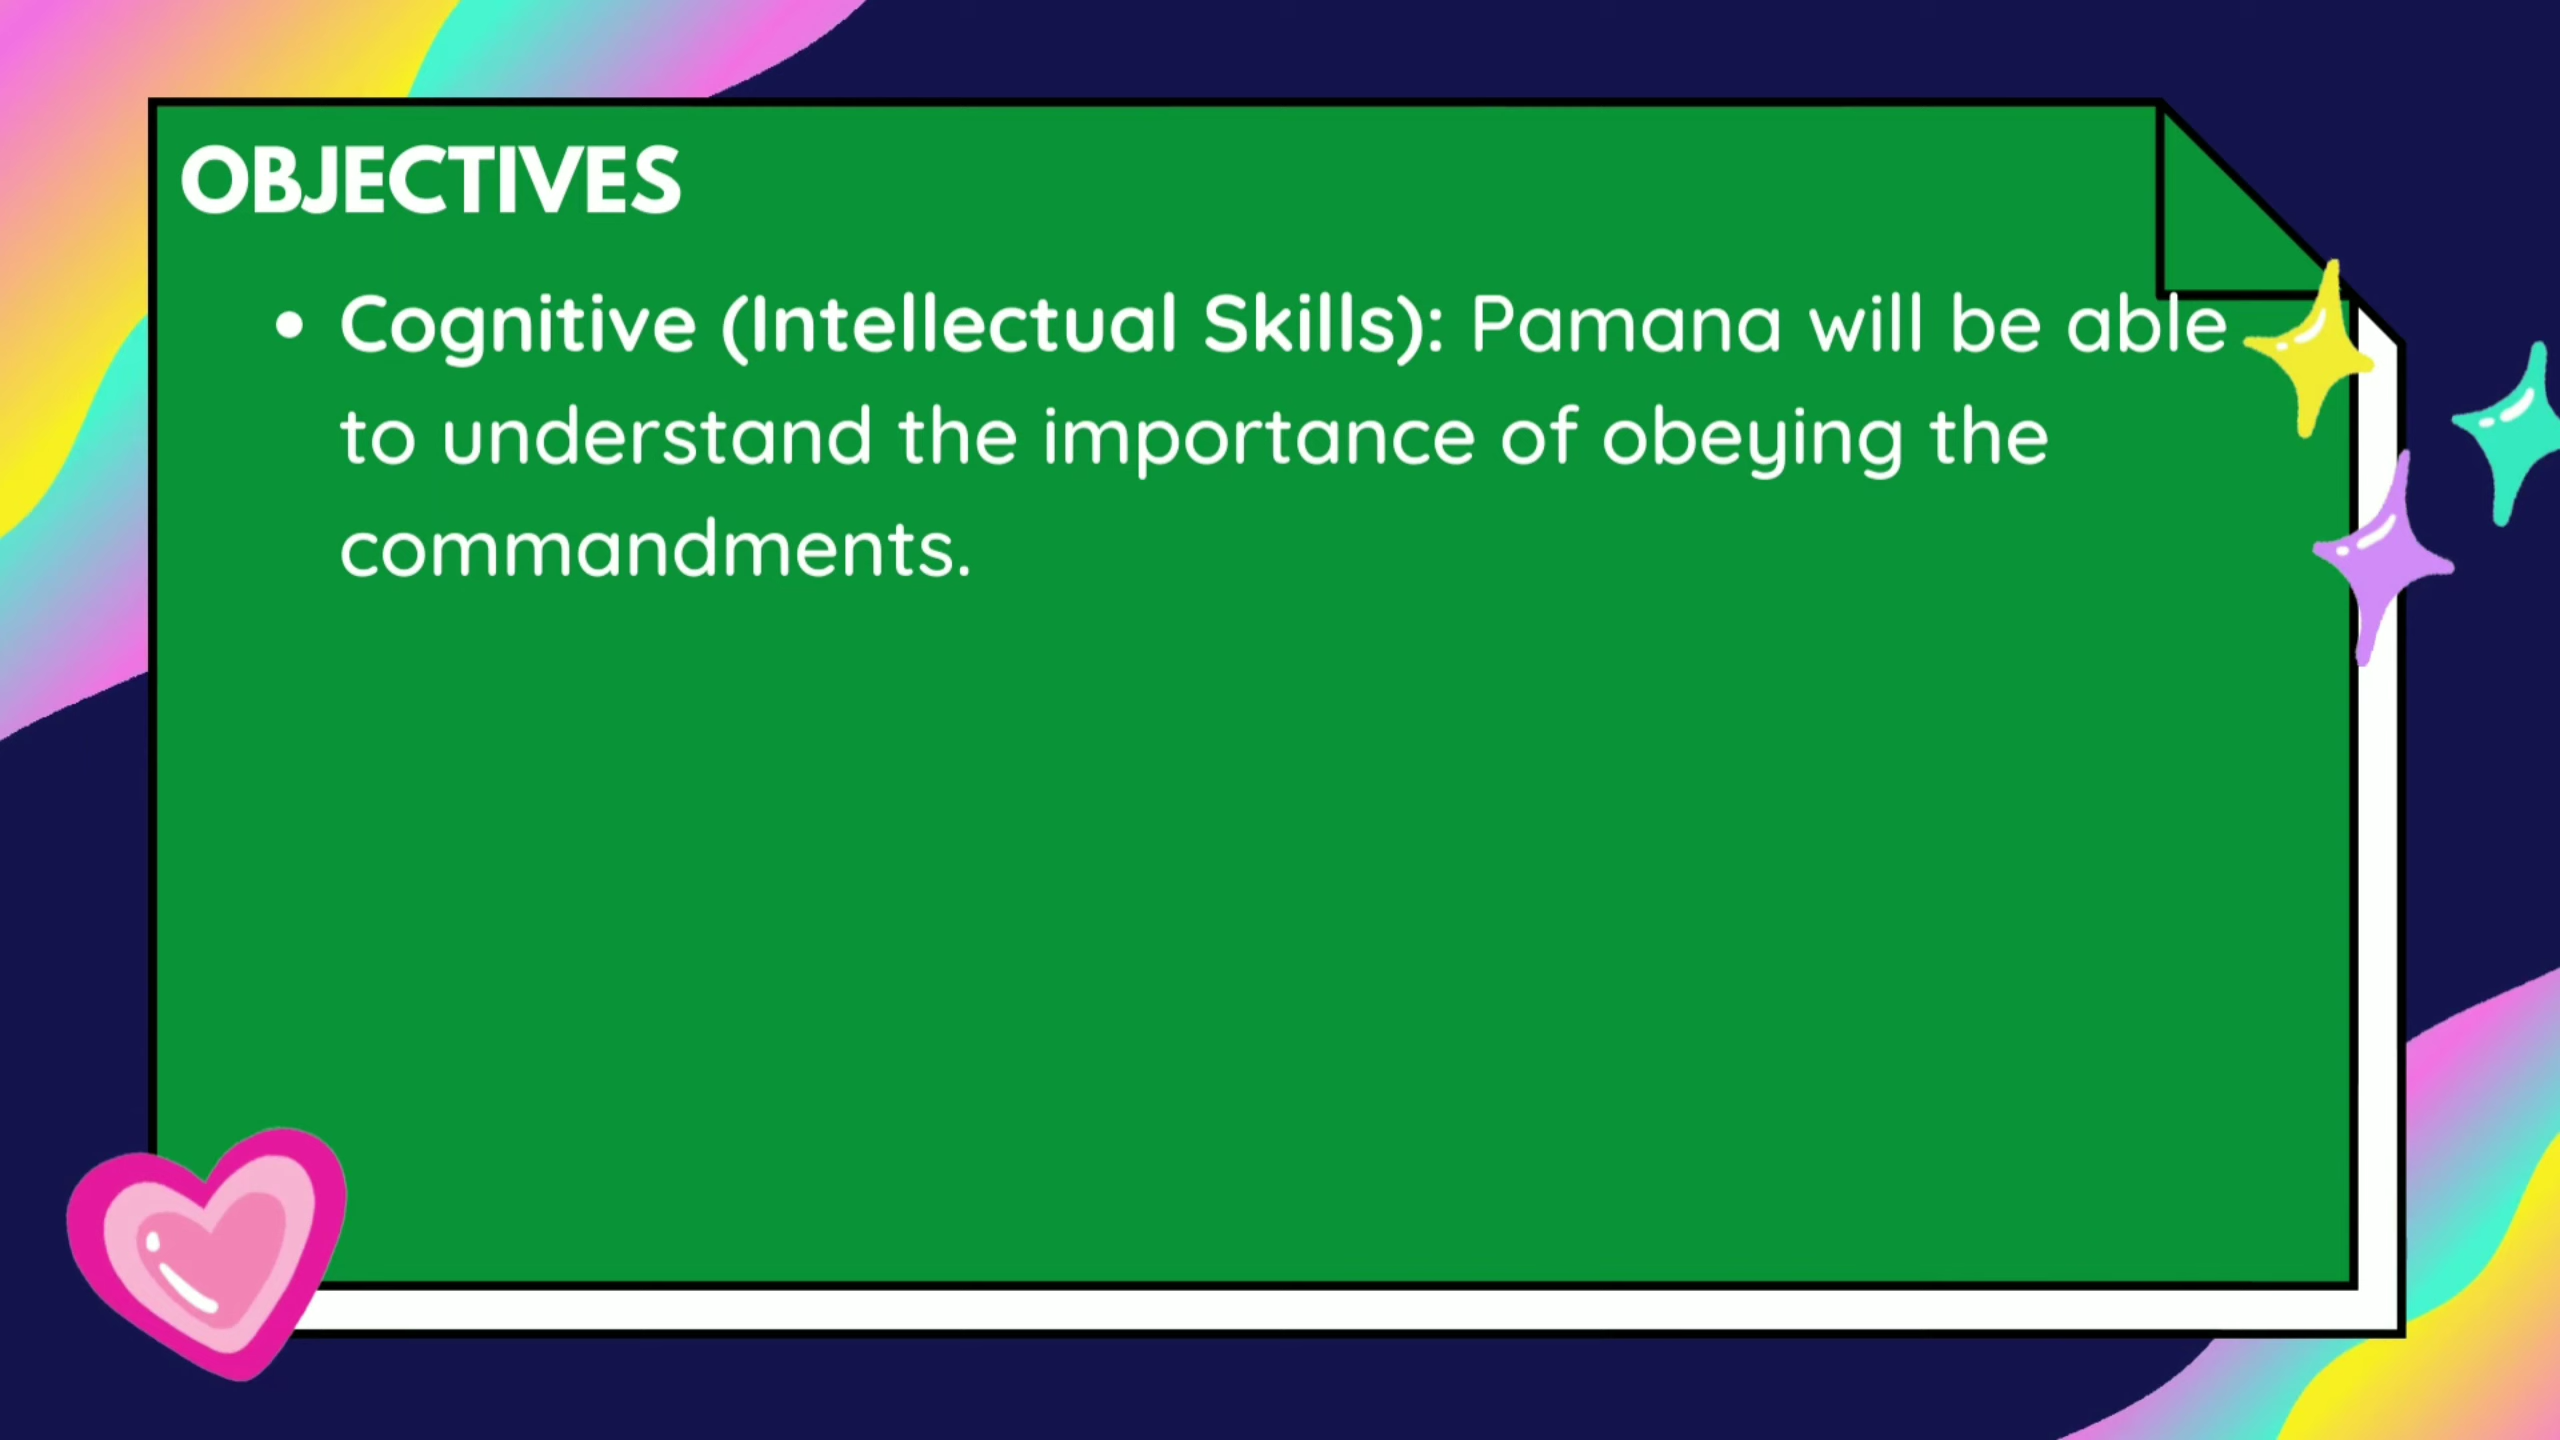 OBJECTIVES
• Cognitive (Intellectual Skills): Pamana will be able
to understand the importance of obeying the
commandments.